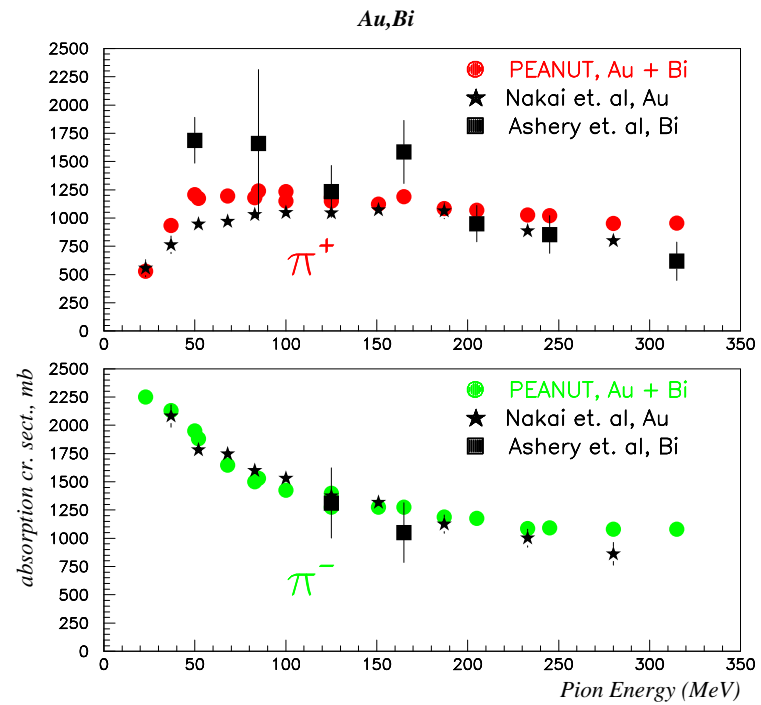 Au,Bi
2500
2250
2000
1750
1500
1250
1000
750
500
250
0
PEANUT, Au + Bi
Nakai et. al, Au
Ashery et. al, Bi
π+
0 50 100 150 200 250 300 350
absorption cr. sect., mb
2500
2250
2000
1750
1500
1250
1000
750
500
250
0
PEANUT, Au + Bi
Nakai et. al, Au
Ashery et. al, Bi
π−
0 50 100 150 200 250 300 350
Pion Energy (MeV)